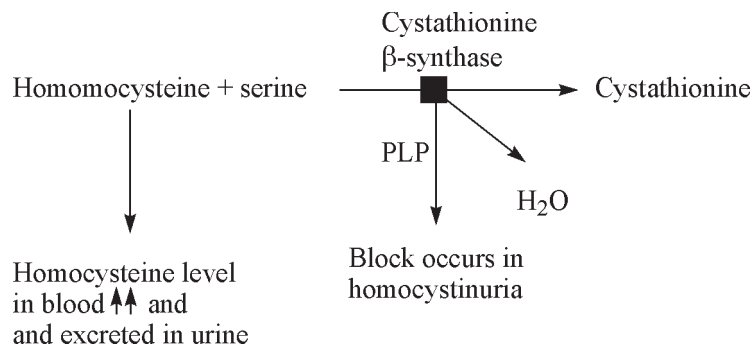 Cystathionine
β-synthase
Homomocysteine + serine
Cystathionine
PLP
H₂O
Homocysteine level
in blood ↑↑ and
and excreted in urine
Block occurs in
homocystinuria